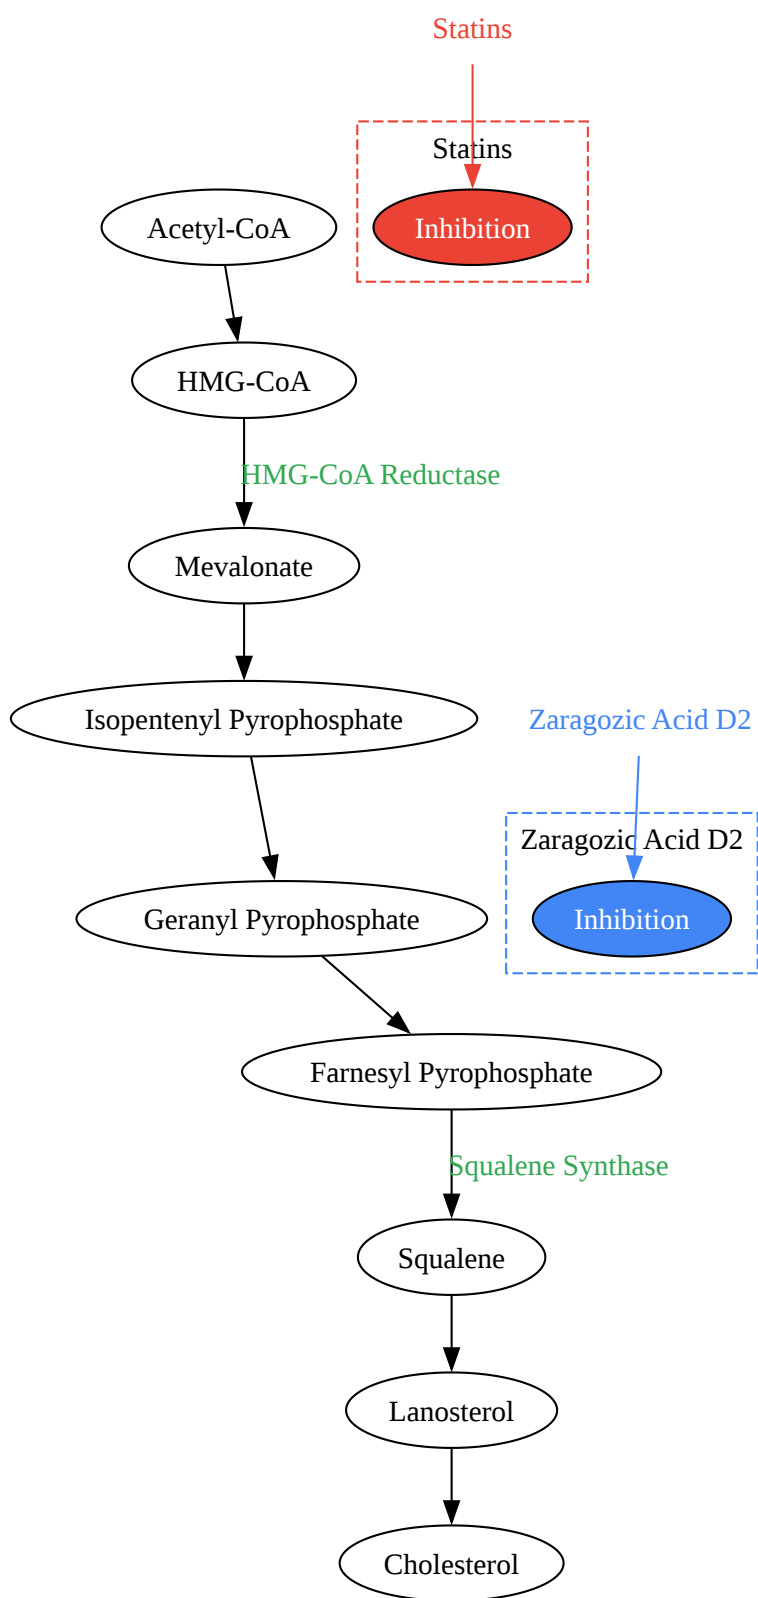 Statins
Statins
Acetyl-CoA
Inhibition
HMG-CoA
HMG-CoA Reductase
Mevalonate
Isopentenyl Pyrophosphate
Zaragozic Acid D2
Zaragozic Acid D2
Geranyl Pyrophosphate
Inhibition
Farnesyl Pyrophosphate
Squalene Synthase
Squalene
Lanosterol
Cholesterol